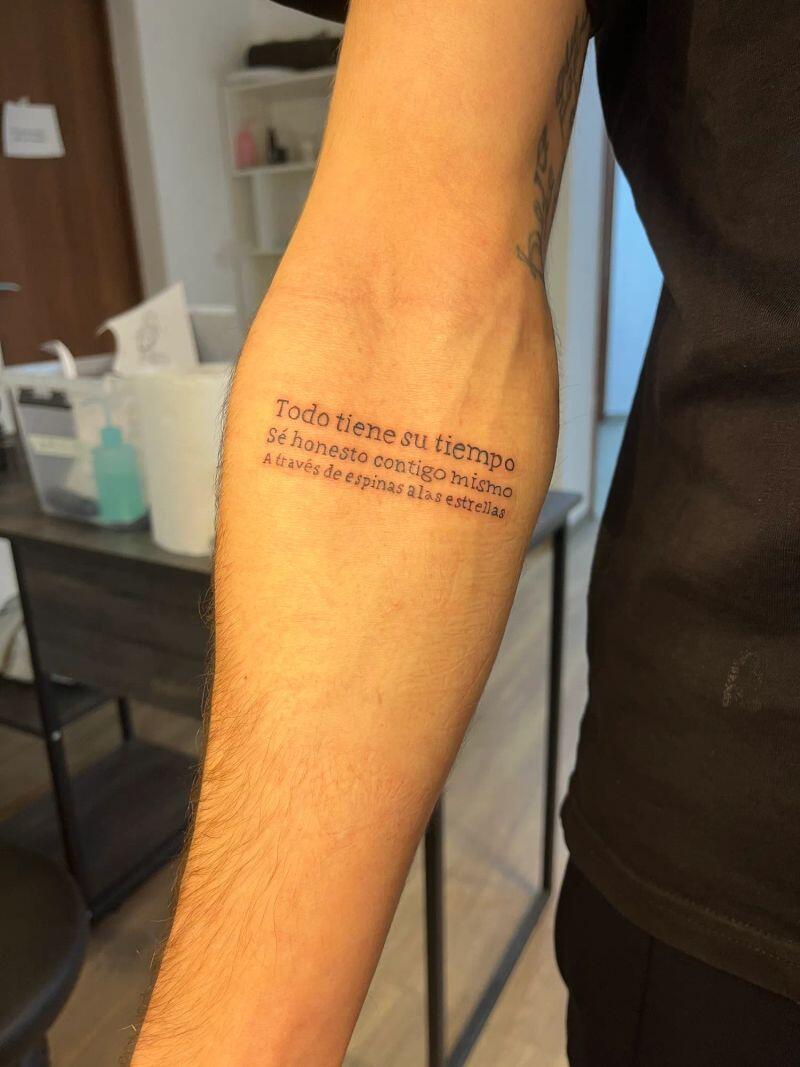 Todo tiene su tiempo
Sé honesto contigo mismo
A través de espinas a las estrellas